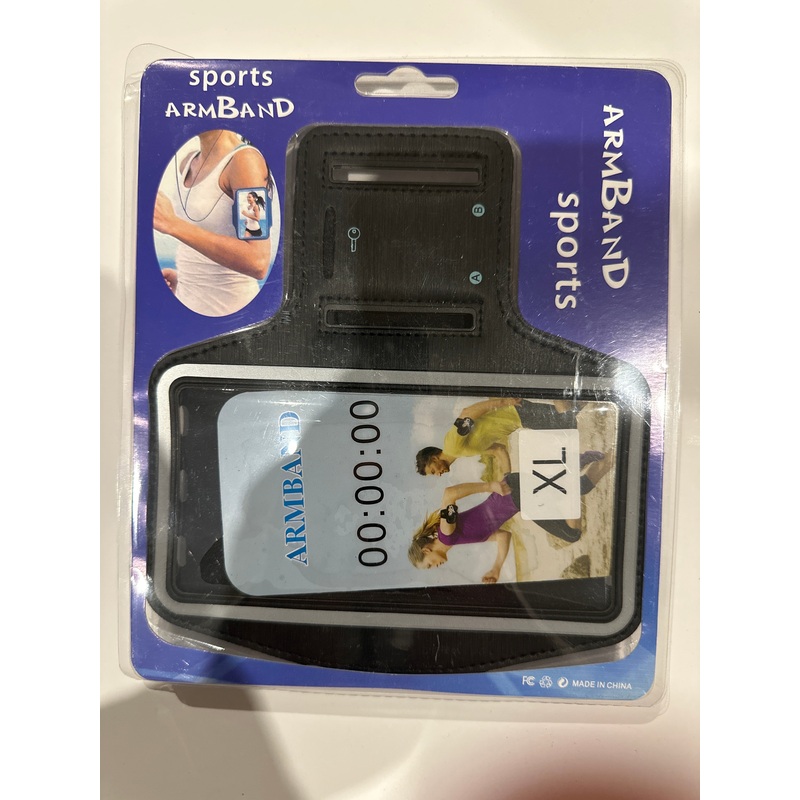 sports
ARMBAND
ARMBAND
sports
B
A
ARMBAND
00:00:00
XL
FC
MADE IN CHINA